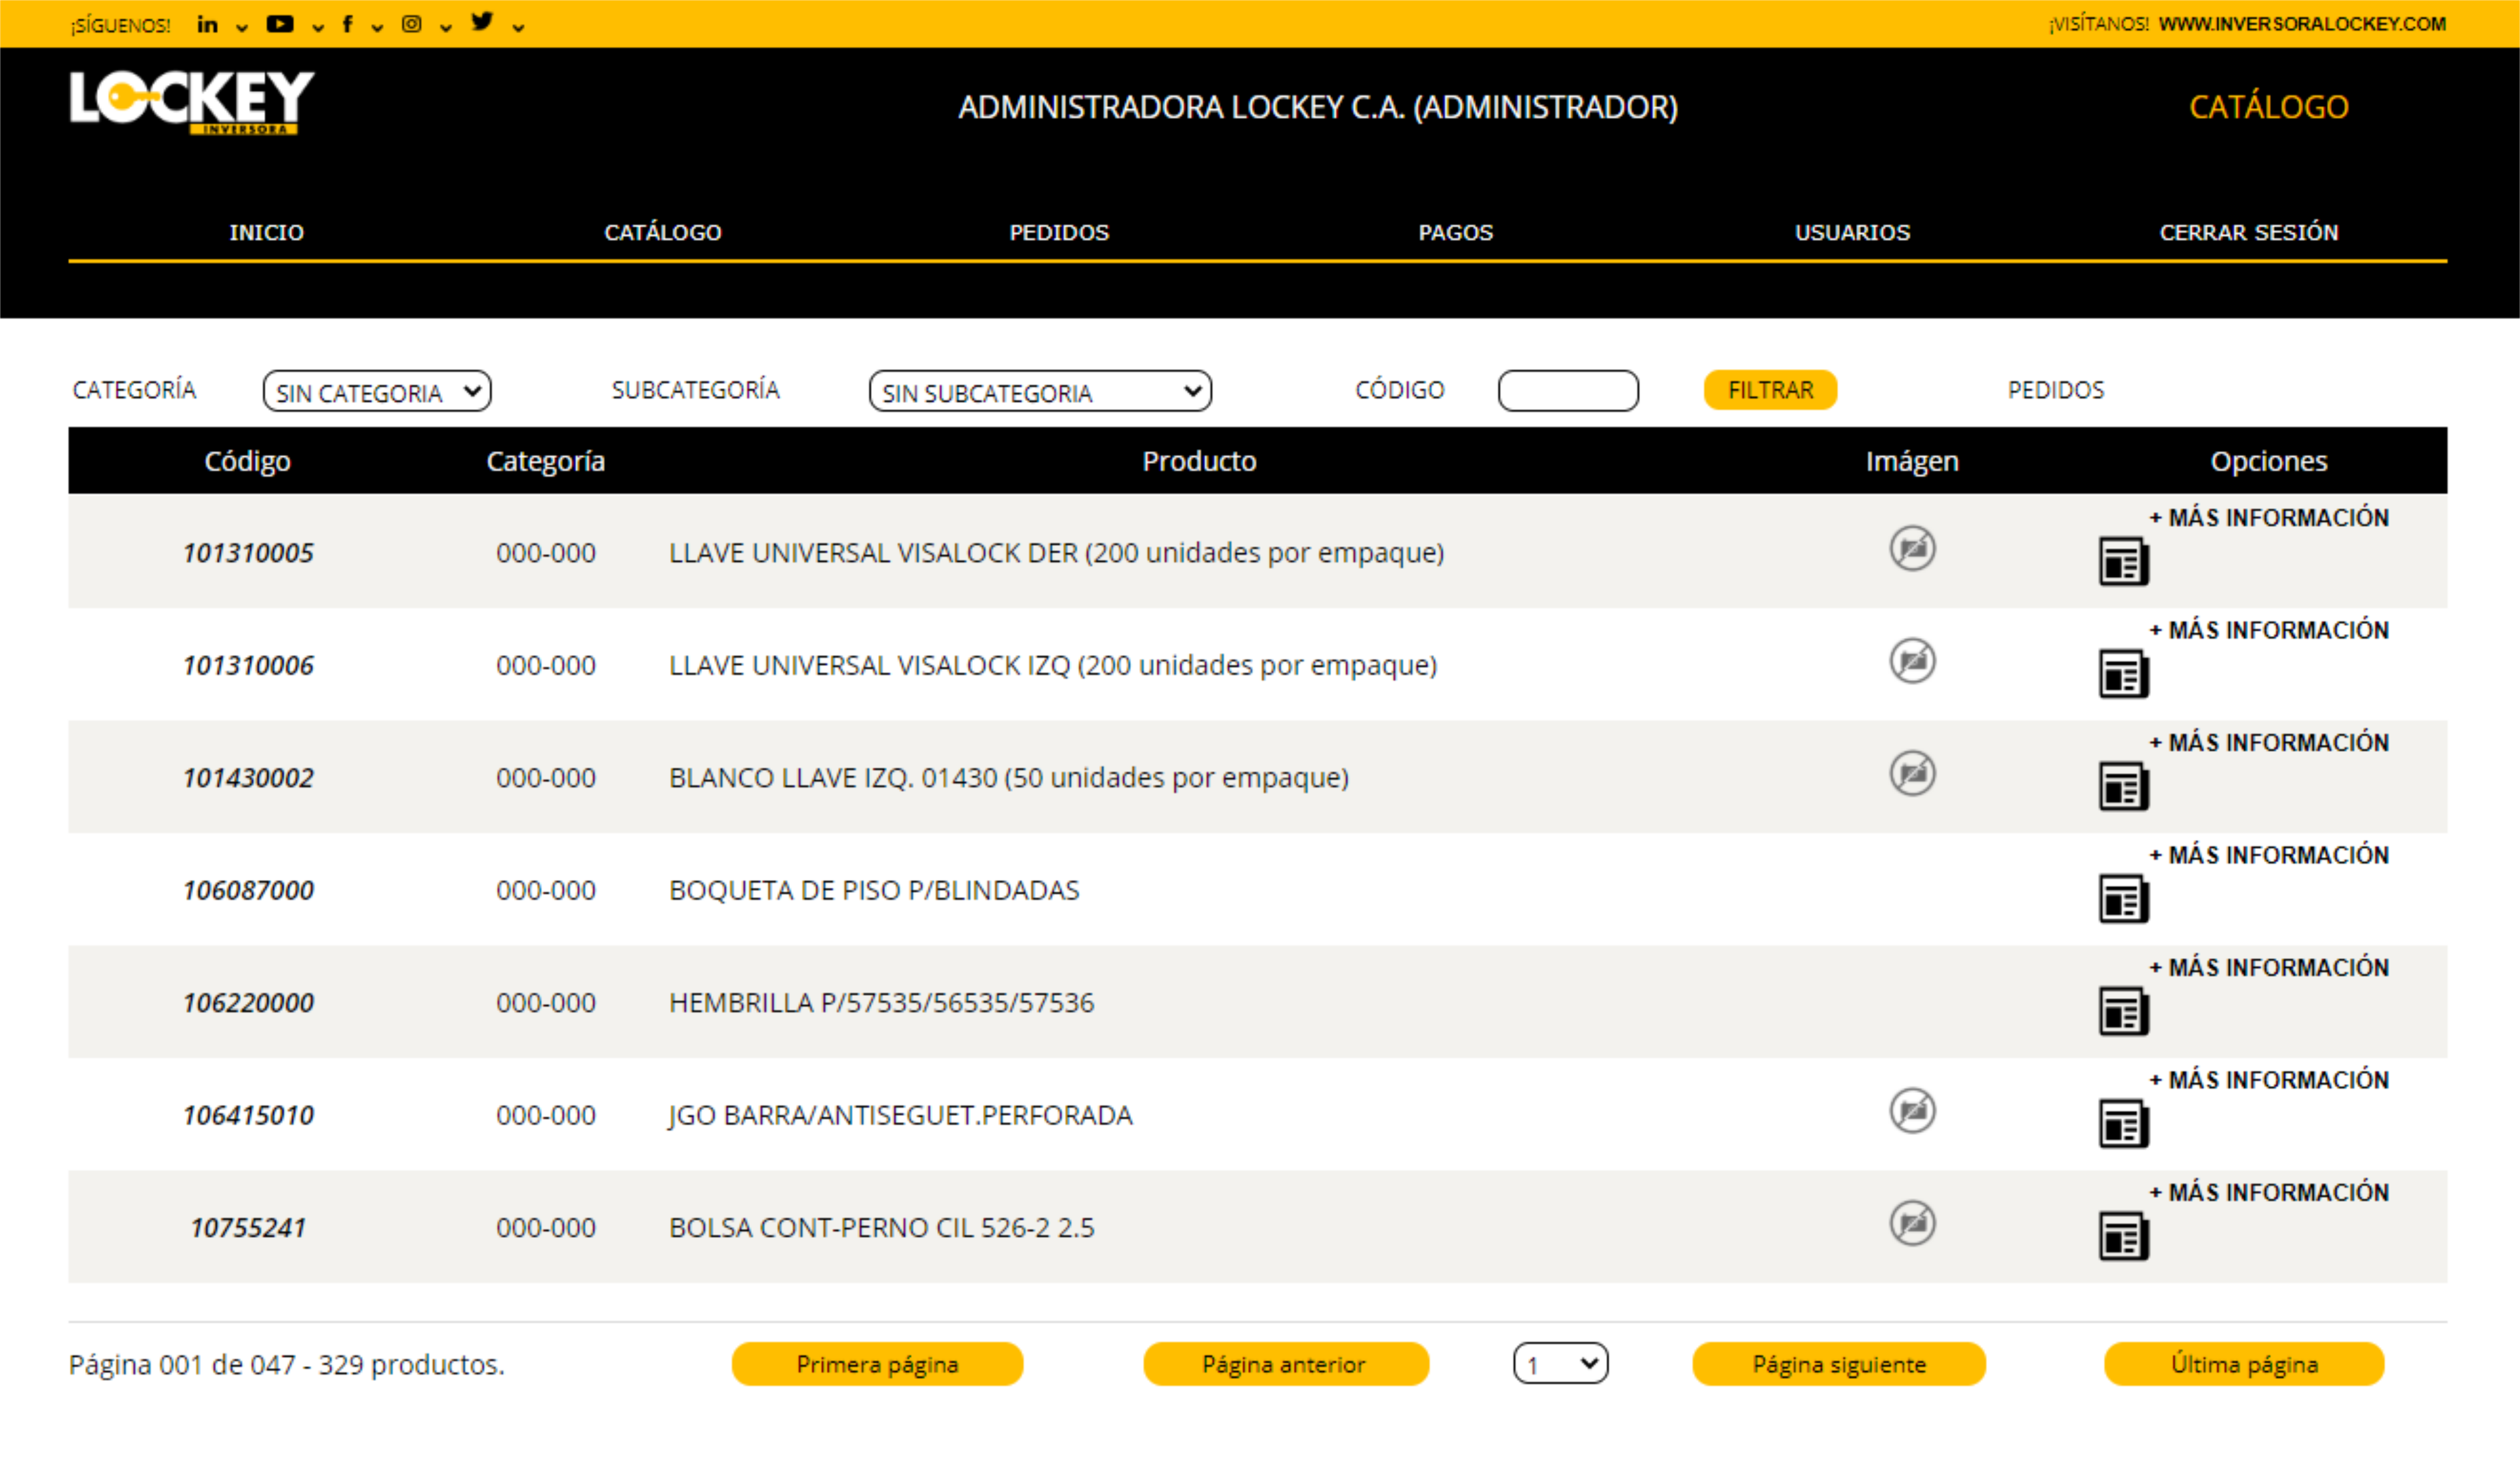 ¡SÍGUENOS! ¡VISÍTANOS! WWW.INVERSORALOCKEY.COM
LOCKEY
INVERSORA
ADMINISTRADORA LOCKEY C.A. (ADMINISTRADOR) CATÁLOGO
INICIO CATÁLOGO PEDIDOS PAGOS USUARIOS CERRAR SESIÓN
CATEGORÍA SIN CATEGORIA SUBCATEGORÍA SIN SUBCATEGORIA CÓDIGO FILTRAR PEDIDOS
Código Categoría Producto Imágen Opciones
101310005 000-000 LLAVE UNIVERSAL VISALOCK DER (200 unidades por empaque) + MÁS INFORMACIÓN
101310006 000-000 LLAVE UNIVERSAL VISALOCK IZQ (200 unidades por empaque) + MÁS INFORMACIÓN
101430002 000-000 BLANCO LLAVE IZQ. 01430 (50 unidades por empaque) + MÁS INFORMACIÓN
106087000 000-000 BOQUETA DE PISO P/BLINDADAS + MÁS INFORMACIÓN
106220000 000-000 HEMBRILLA P/57535/56535/57536 + MÁS INFORMACIÓN
106415010 000-000 JGO BARRA/ANTISEGUET.PERFORADA + MÁS INFORMACIÓN
10755241 000-000 BOLSA CONT-PERNO CIL 526-2 2.5 + MÁS INFORMACIÓN
Página 001 de 047 - 329 productos. Primera página Página anterior 1 Página siguiente Última página